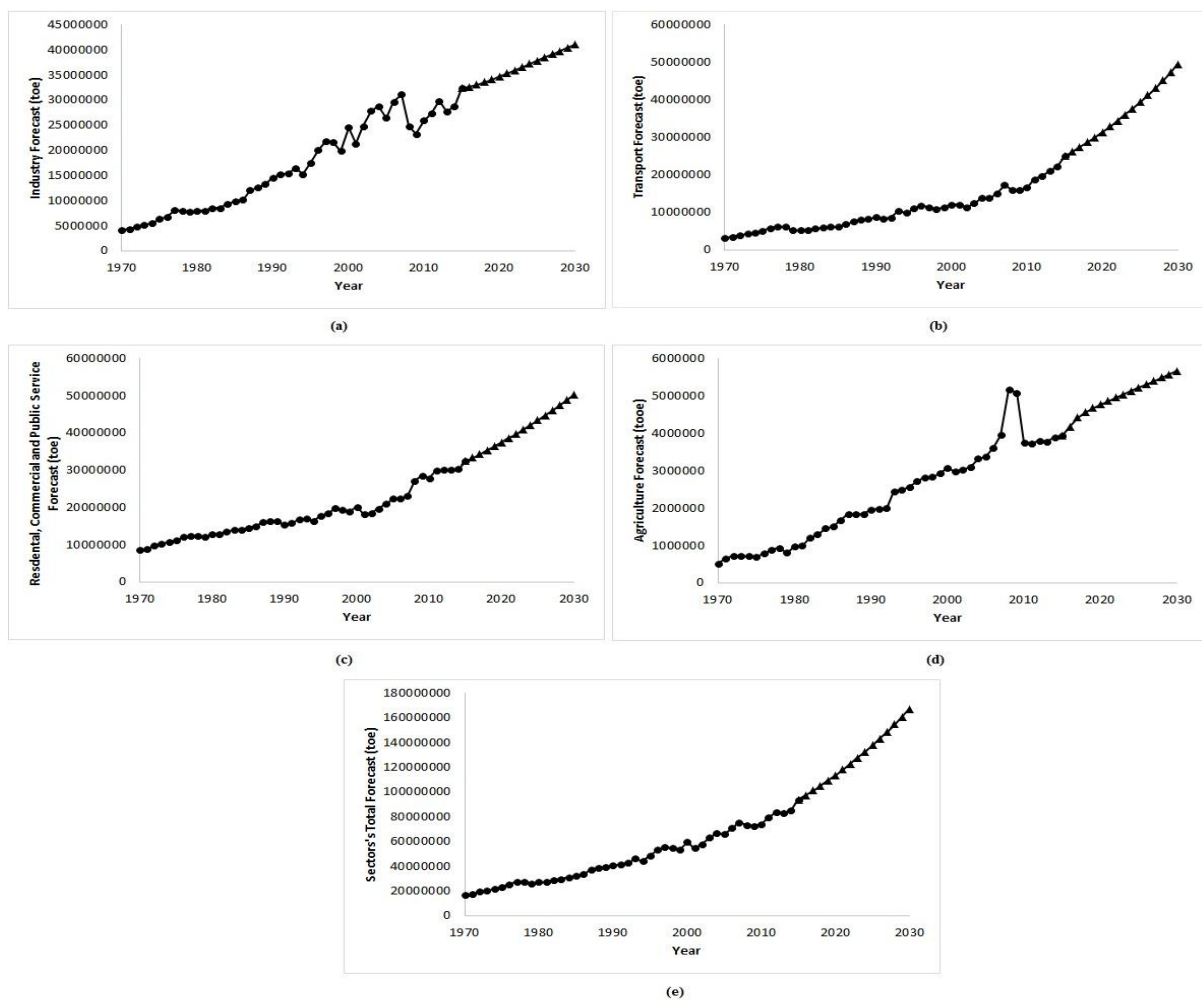 Industry Forecast (toe)
45000000
40000000
35000000
30000000
25000000
20000000
15000000
10000000
5000000
0
1970 1980 1990 2000 2010 2020 2030
Year
(a)
Transport Forecast (toe)
60000000
50000000
40000000
30000000
20000000
10000000
0
1970 1980 1990 2000 2010 2020 2030
Year
(b)
Resdental, Commercial and Public Service
Forecast (toe)
60000000
50000000
40000000
30000000
20000000
10000000
0
1970 1980 1990 2000 2010 2020 2030
Year
(c)
Agriculture Forecast (tooe)
6000000
5000000
4000000
3000000
2000000
1000000
0
1970 1980 1990 2000 2010 2020 2030
Year
(d)
Sectors's Total Forecast (toe)
180000000
160000000
140000000
120000000
100000000
80000000
60000000
40000000
20000000
0
1970 1980 1990 2000 2010 2020 2030
Year
(e)